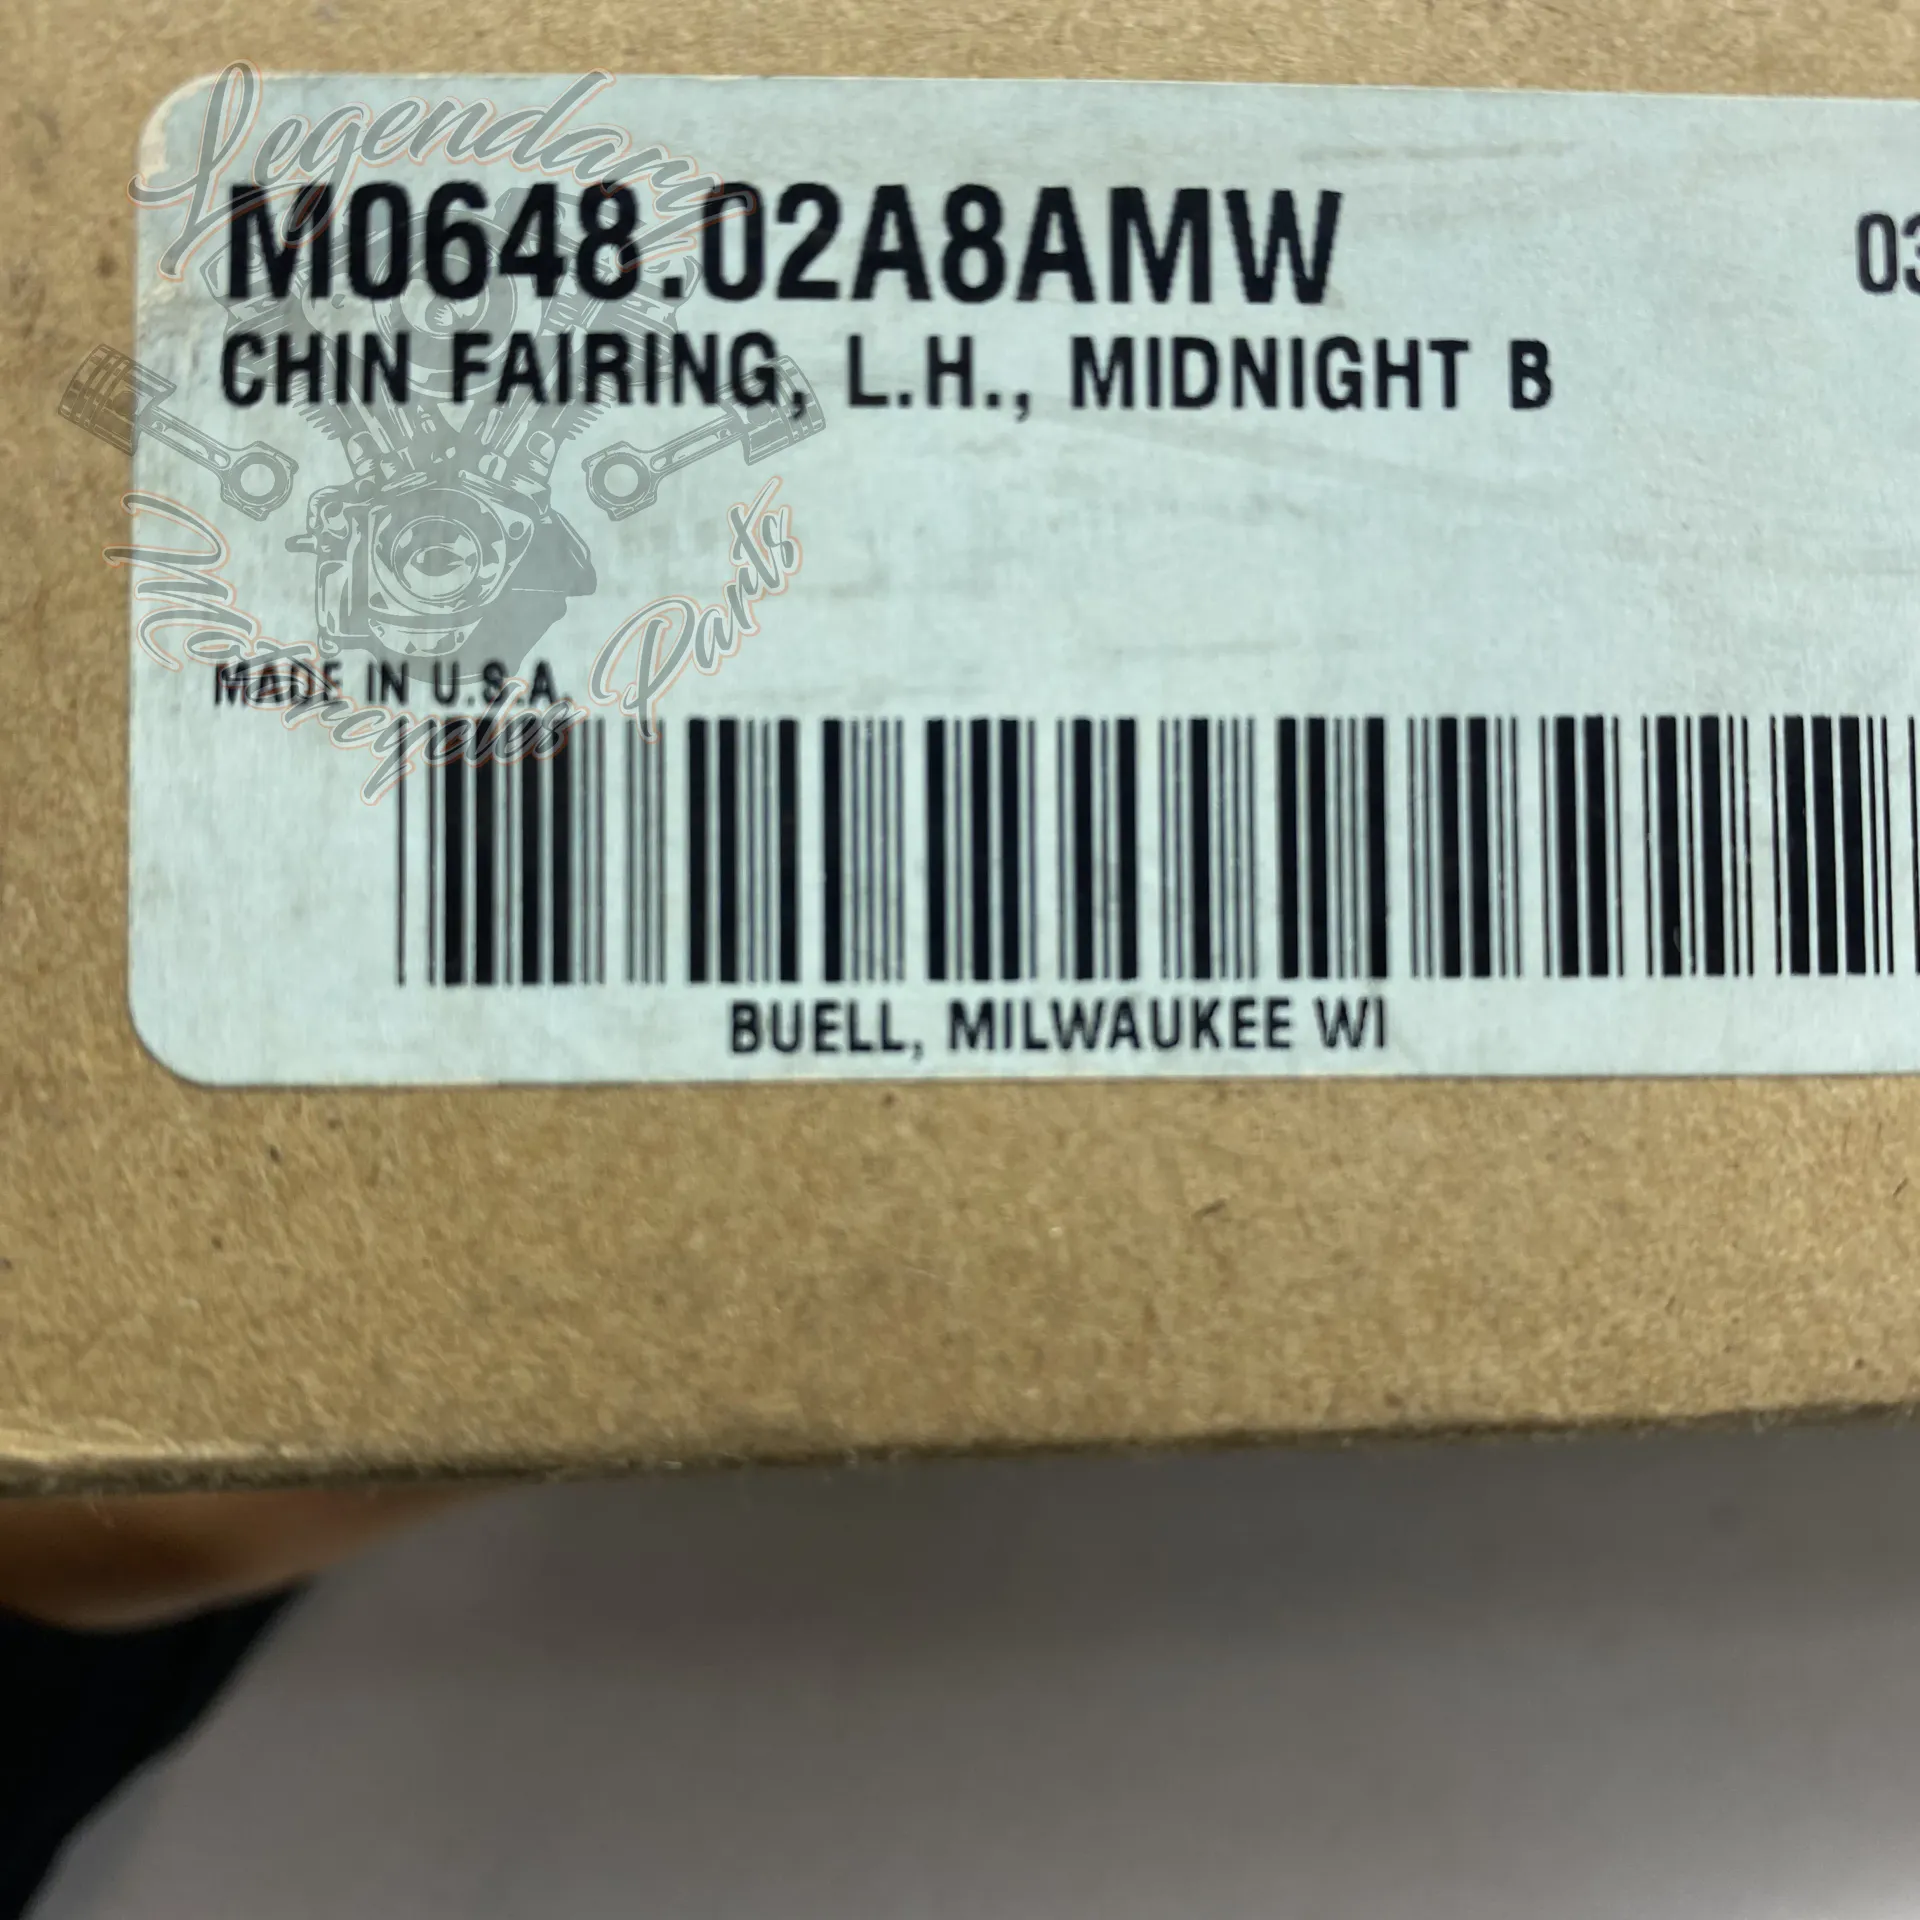 Legendary
M0648.02A8AMW 03
CHIN FAIRING, L.H., MIDNIGHT B
MADE IN U.S.A.
Motorcycles Parts
BUELL, MILWAUKEE WI